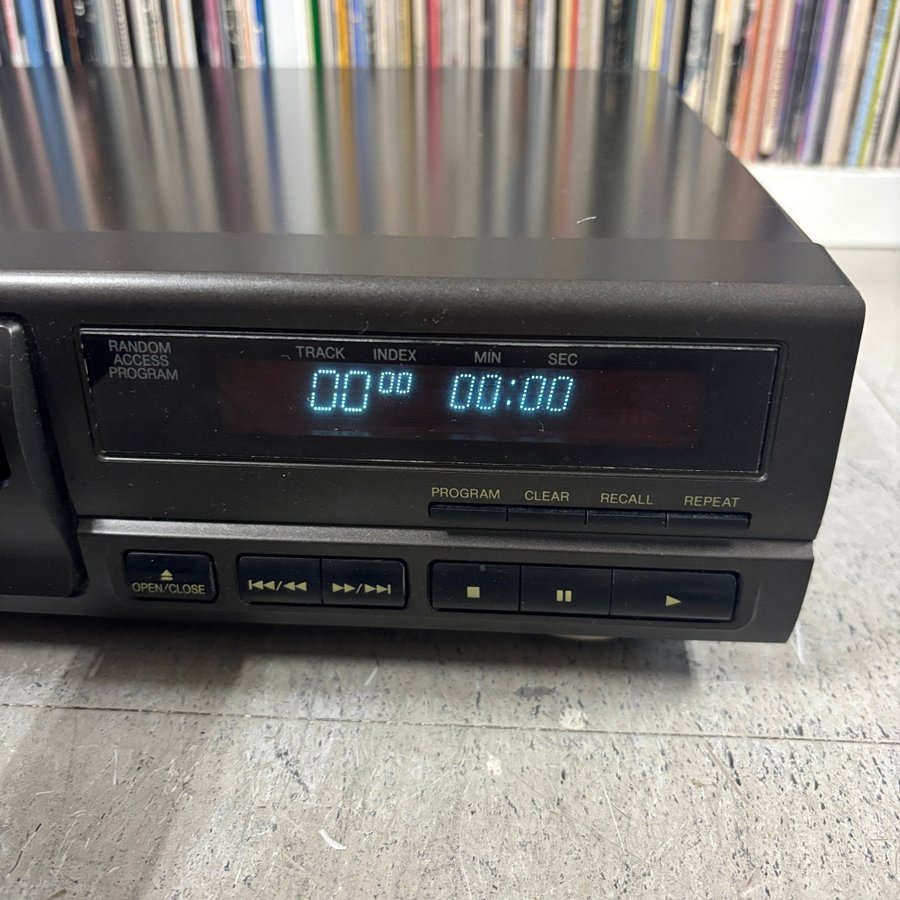 RANDOM
ACCESS
PROGRAM
TRACK INDEX MIN SEC
00 00 00:00
PROGRAM CLEAR RECALL REPEAT
OPEN/CLOSE